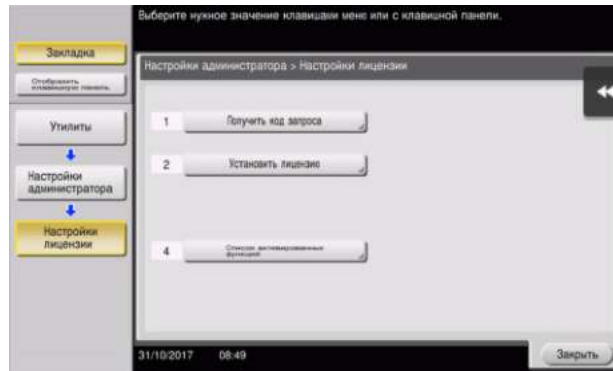 Выберите нужное значение клавишами меню или с клавишной панели.
Закладка
Отобразить
клавишную панель.
Утилиты
Настройки
администратора
Настройки
лицензии
Настройки администратора > Настройки лицензии
1 Получить код запроса
2 Установить лицензию
4 Список активированных
функций
31/10/2017 08:49
Закрыть